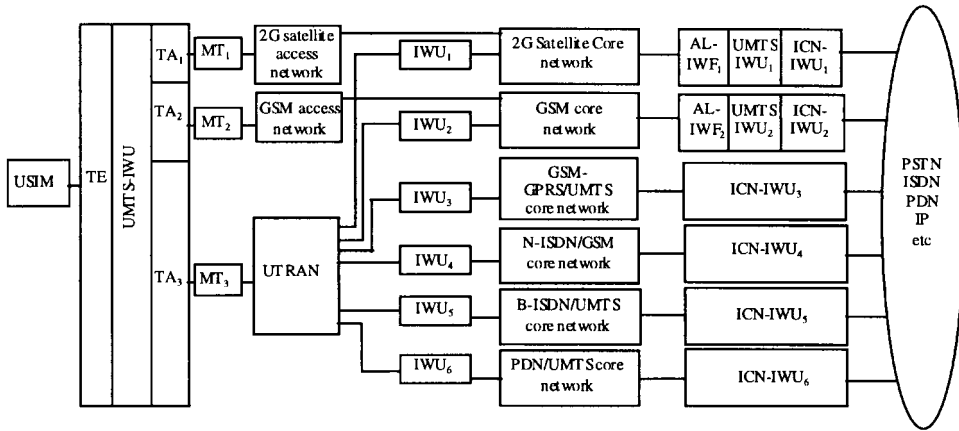 USIM
TE
UMTS-IWU
TA1
TA2
TA3
MT1
MT2
MT3
2G satellite
access
network
GSM access
network
UTRAN
IWU1
IWU2
IWU3
IWU4
IWU5
IWU6
2G Satellite Core
network
GSM core
network
GSM-
GPRS/UMTS
core network
N-ISDN/GSM
core network
B-ISDN/UMTS
core network
PDN/UMTS core
network
AL-
IWF1
UMTS
IWU1
ICN-
IWU1
AL-
IWF2
UMTS
IWU2
ICN-
IWU2
ICN-IWU3
ICN-IWU4
ICN-IWU5
ICN-IWU6
PSTN
ISDN
PDN
IP
etc